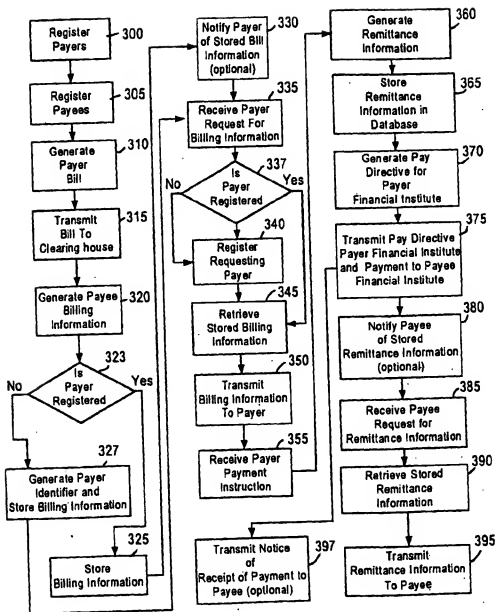 Register
Payers
300
Register
Payees
305
Generate
Payer
Bill
310
Transmit
Bill To
Clearing house
315
Generate Payee
Billing
Information
320
Is
Payer
Registered
323
No
Yes
Generate Payer
Identifier and
Store Billing Information
327
Store
Billing Information
325
Notify Payer
of Stored Bill
Information
(optional)
330
Receive Payer
Request For
Billing Information
335
Is
Payer
Registered
337
No
Yes
Register
Requesting
Payer
340
Retrieve
Stored Billing
Information
345
Transmit
Billing Information
To Payer
350
Receive Payer
Payment
Instruction
355
Generate
Remittance
Information
360
Store
Remittance
Information in
Database
365
Generate Pay
Directive for
Payer
Financial Institute
370
Transmit Pay Directive
Payer Financial Institute
and Payment to Payee
Financial Institute
375
Notify Payee
of Stored
Remittance Information
(optional)
380
Receive Payee
Request for
Remittance Information
385
Retrieve Stored
Remittance
Information
390
Transmit
Remittance Information
To Payee
395
Transmit Notice
of
Receipt of Payment to
Payee (optional)
397